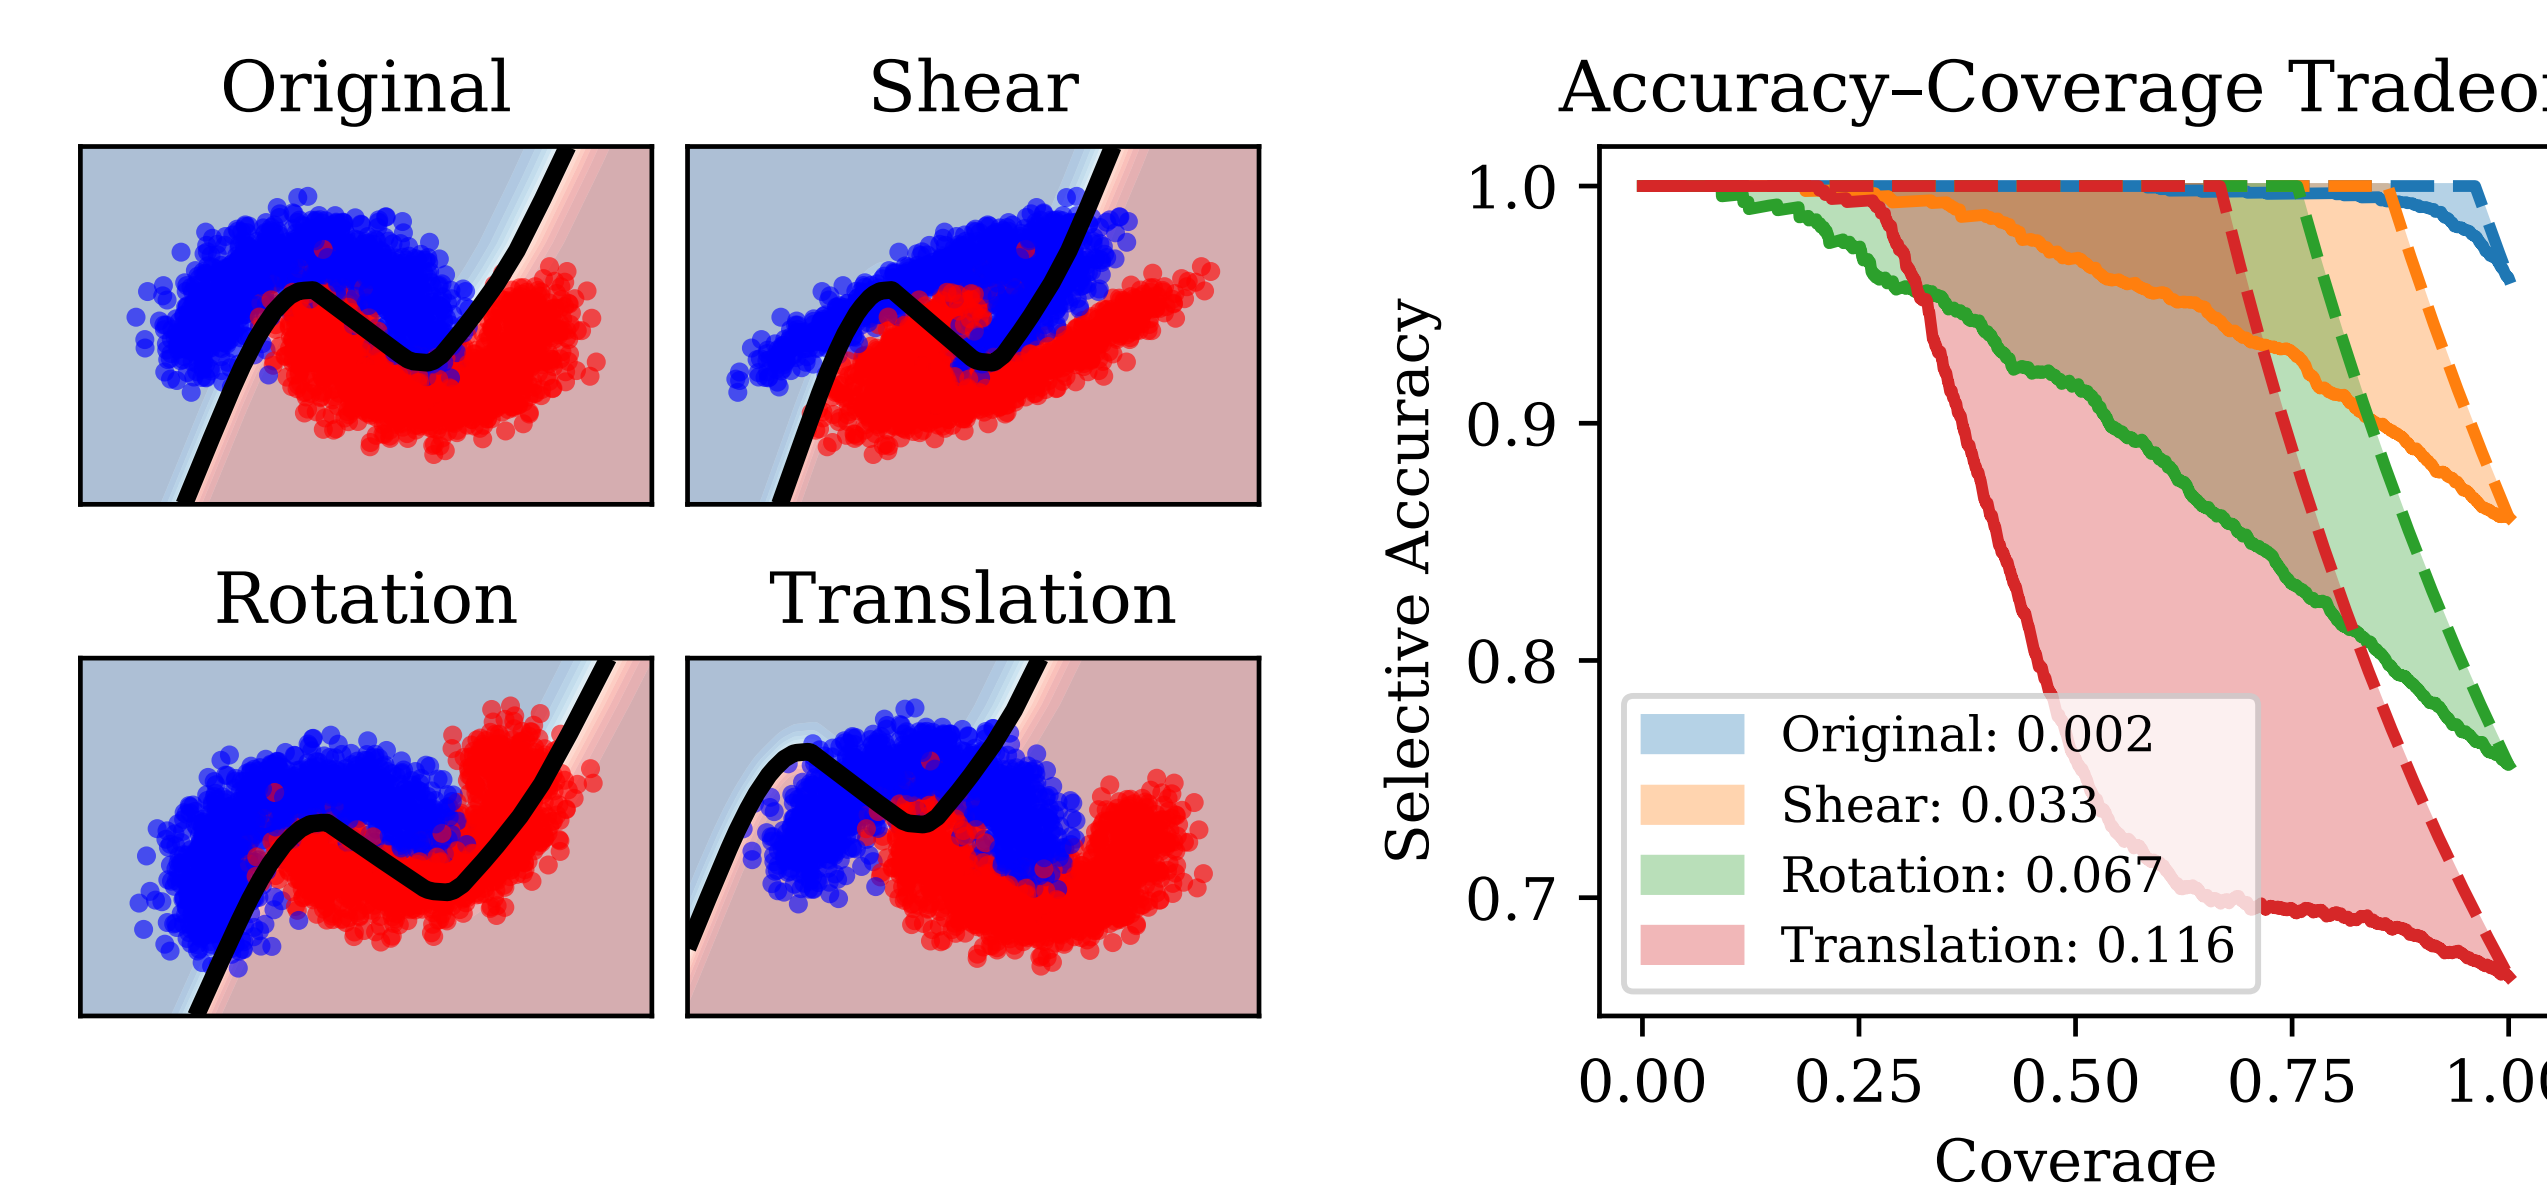 Original
Shear
Rotation
Translation
Accuracy–Coverage
Selective Accuracy
1.0
0.9
0.8
0.7
Original: 0.002
Shear: 0.033
Rotation: 0.067
Translation: 0.116
0.00 0.25 0.50 0.75
Coverage